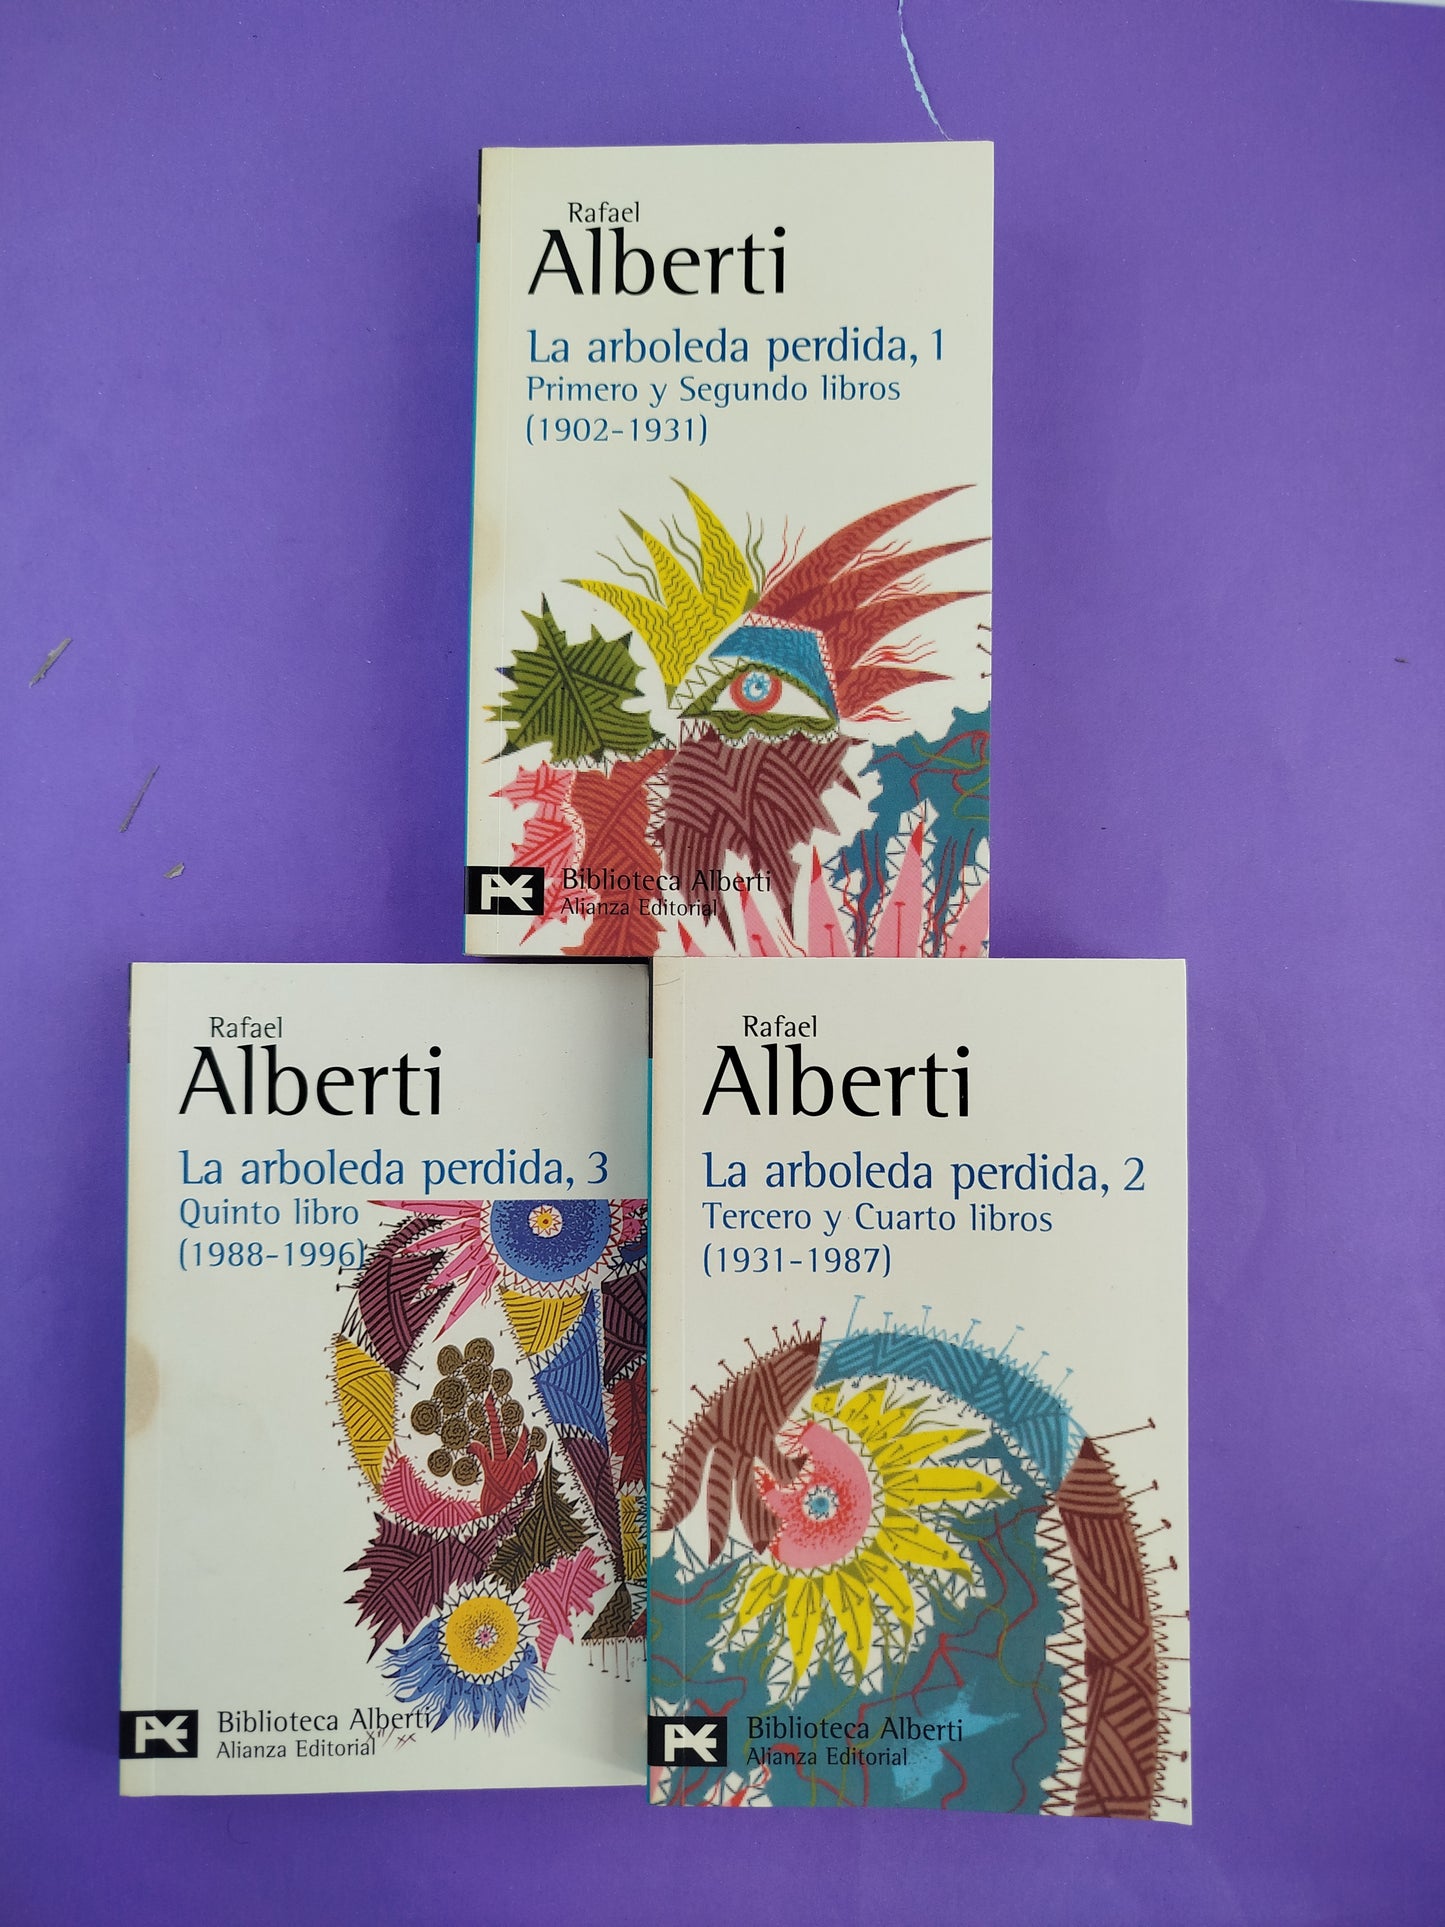 Rafael
Alberti
La arboleda perdida, 1
Primero y Segundo libros
(1902-1931)
Biblioteca Alberti
Alianza Editorial
Rafael
Alberti
La arboleda perdida, 3
Quinto libro
(1988-1996)
Biblioteca Alberti
Alianza Editorial
Rafael
Alberti
La arboleda perdida, 2
Tercero y Cuarto libros
(1931-1987)
Biblioteca Alberti
Alianza Editorial